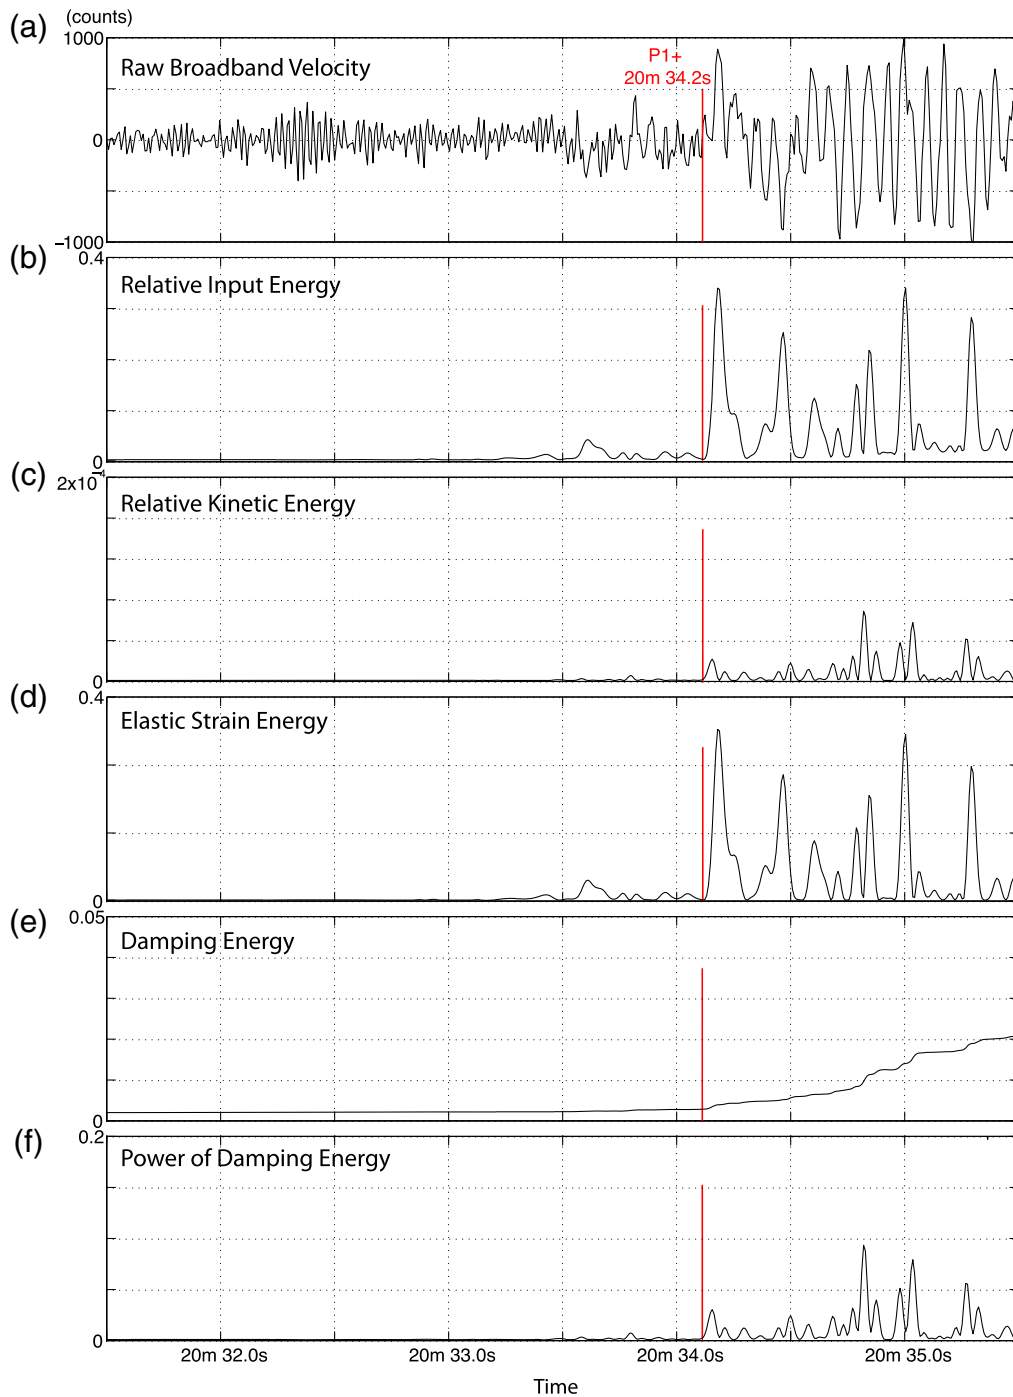 (a)
(counts)
1000
0
−1000
Raw Broadband Velocity
P1+
20m 34.2s
(b)
0.4
0
Relative Input Energy
(c)
2x10⁻⁴
0
Relative Kinetic Energy
(d)
0.4
0
Elastic Strain Energy
(e)
0.05
0
Damping Energy
(f)
0.2
0
Power of Damping Energy
20m 32.0s 20m 33.0s 20m 34.0s 20m 35.0s
Time